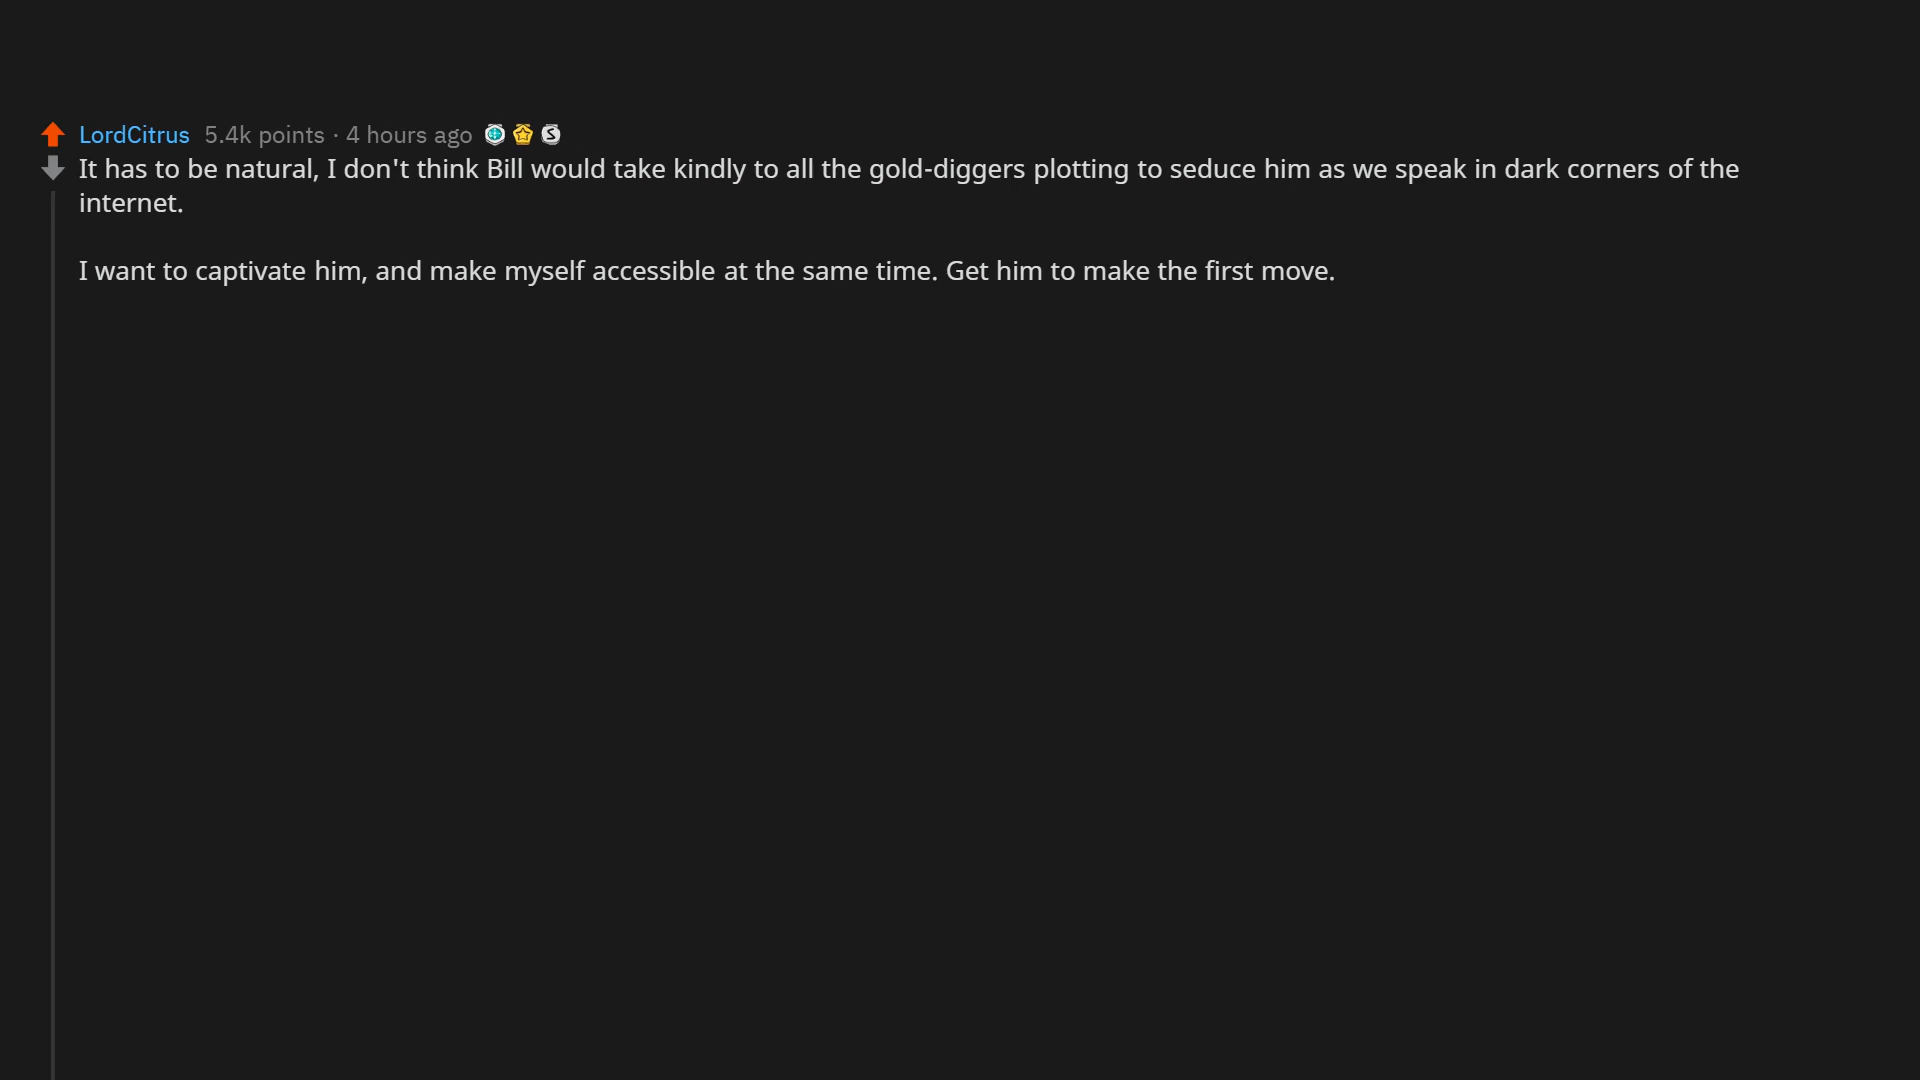 LordCitrus 5.4k points · 4 hours ago
It has to be natural, I don't think Bill would take kindly to all the gold-diggers plotting to seduce him as we speak in dark corners of the
internet.
I want to captivate him, and make myself accessible at the same time. Get him to make the first move.